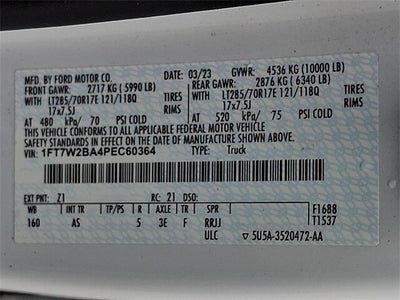 MFD. BY FORD MOTOR CO.
DATE: 03/23 GVWR: 4536 KG (10000 LB)
FRONT GAWR: 2717 KG ( 5990 LB) REAR GAWR: 2876 KG ( 6340 LB)
WITH LT285/70R17E 121/118Q TIRES WITH LT285/70R17E 121/118Q TIRES
17x7.5J RIMS 17x7.5J RIMS
AT 480 kPa/ 70 PSI COLD AT 520 kPa/ 75 PSI COLD
THIS VEHICLE CONFORMS TO ALL APPLICABLE FEDERAL MOTOR VEHICLE
SAFETY STANDARDS IN EFFECT ON THE DATE OF MANUFACTURE SHOWN ABOVE.
VIN: 1FT7W2BA4PEC60364 TYPE: Truck
EXT PNT: Z1 RC: 21 DSO:
WB INT TR TP/PS R AXLE TR SPR F1688
160 AS 5 3E F RRJJ T1537
ULC ▽ 5U5A-3520472-AA